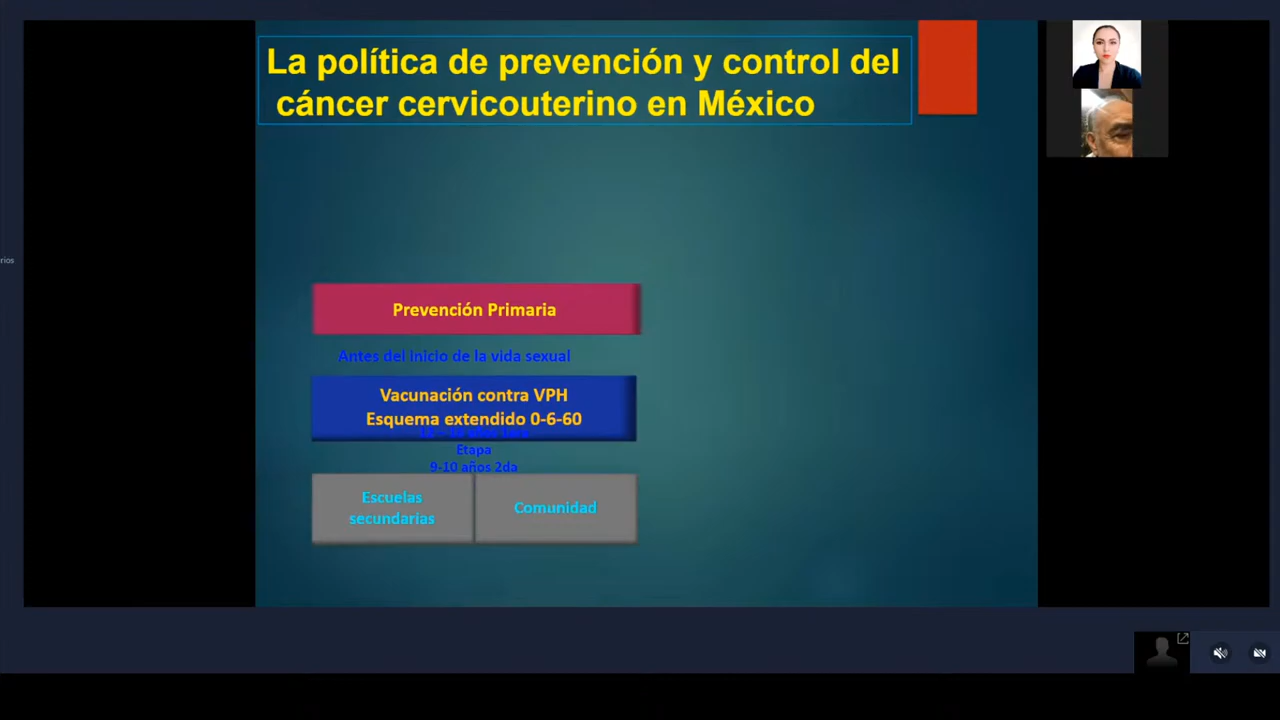 La política de prevención y control del
cáncer cervicouterino en México
rios
Prevención Primaria
Antes del inicio de la vida sexual
Vacunación contra VPH
Esquema extendido 0-6-60
Etapa
9-10 años 2da
Escuelas
secundarias
Comunidad